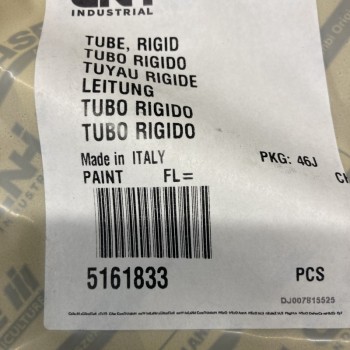 CNH
INDUSTRIAL
TUBE, RIGID
TUBO RIGIDO
TUYAU RIGIDE
LEITUNG
TUBO RIGIDO
TUBO RIGIDO
Made in ITALY PKG: 46J
PAINT FL=
5161833 PCS
DJ007815525